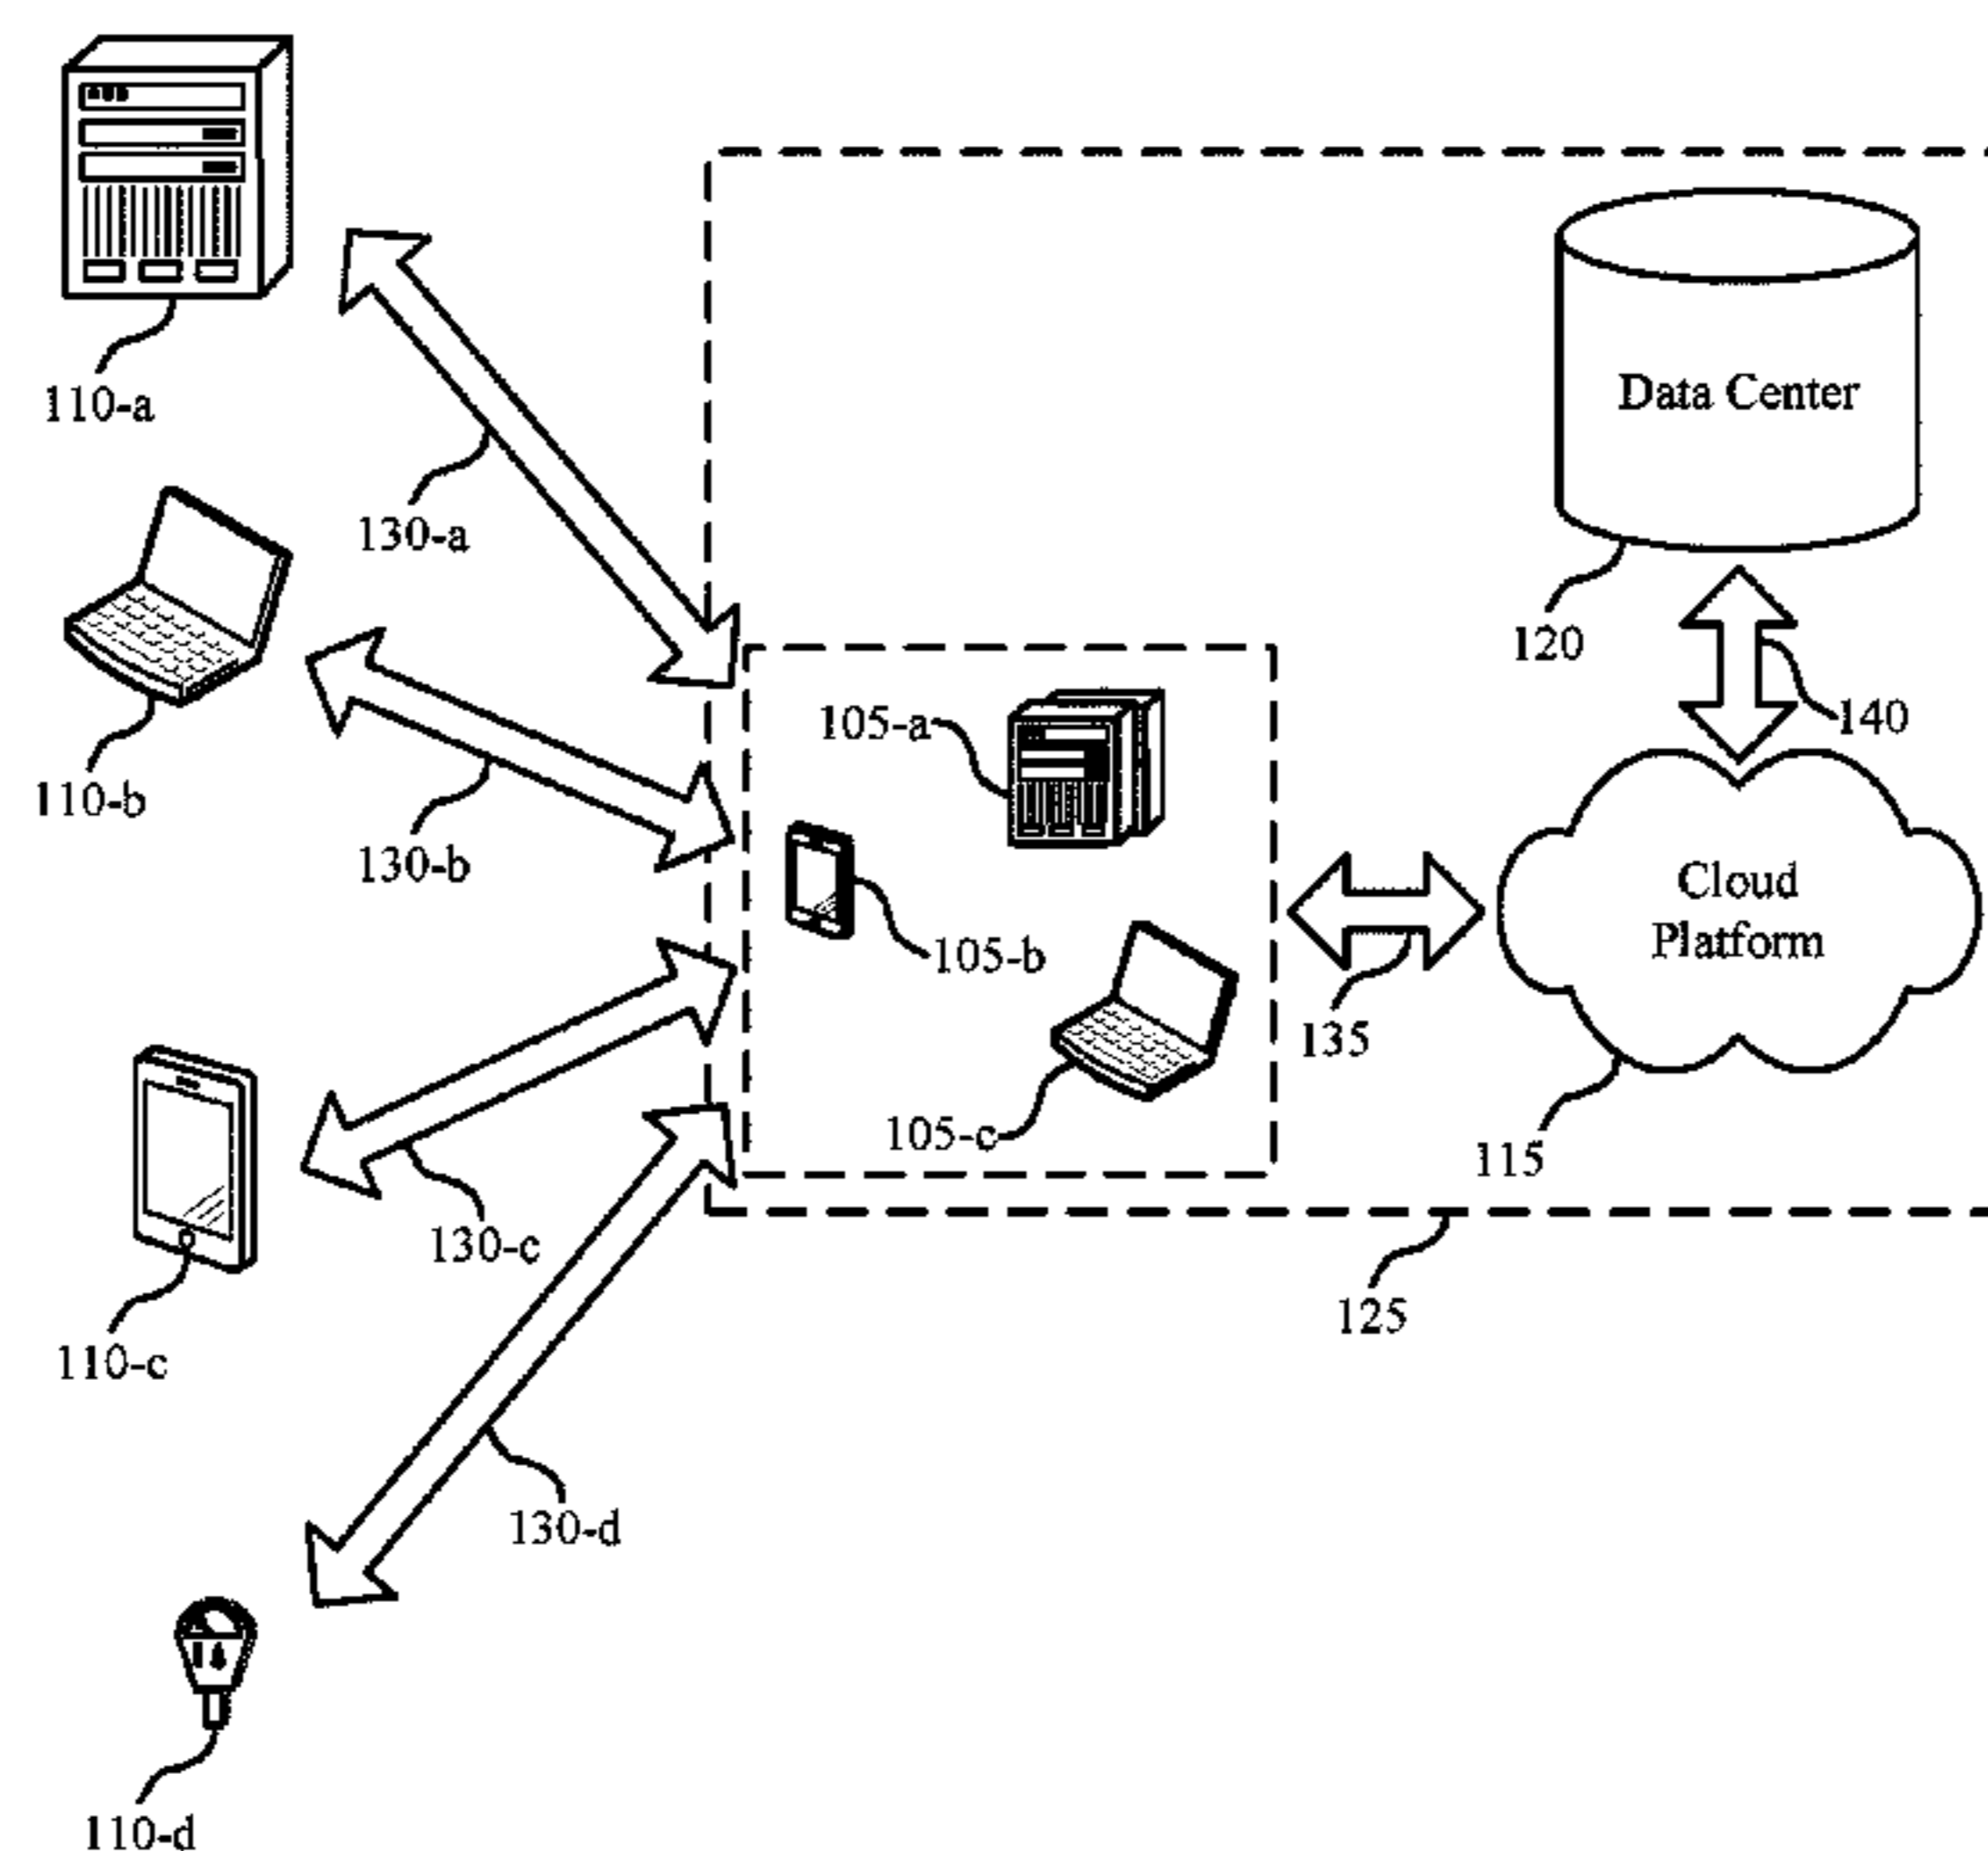 110-a
130-a
Data Center
120
140
110-b
130-b
105-a
105-b
105-c
Cloud
Platform
135
115
110-c
130-c
125
130-d
110-d